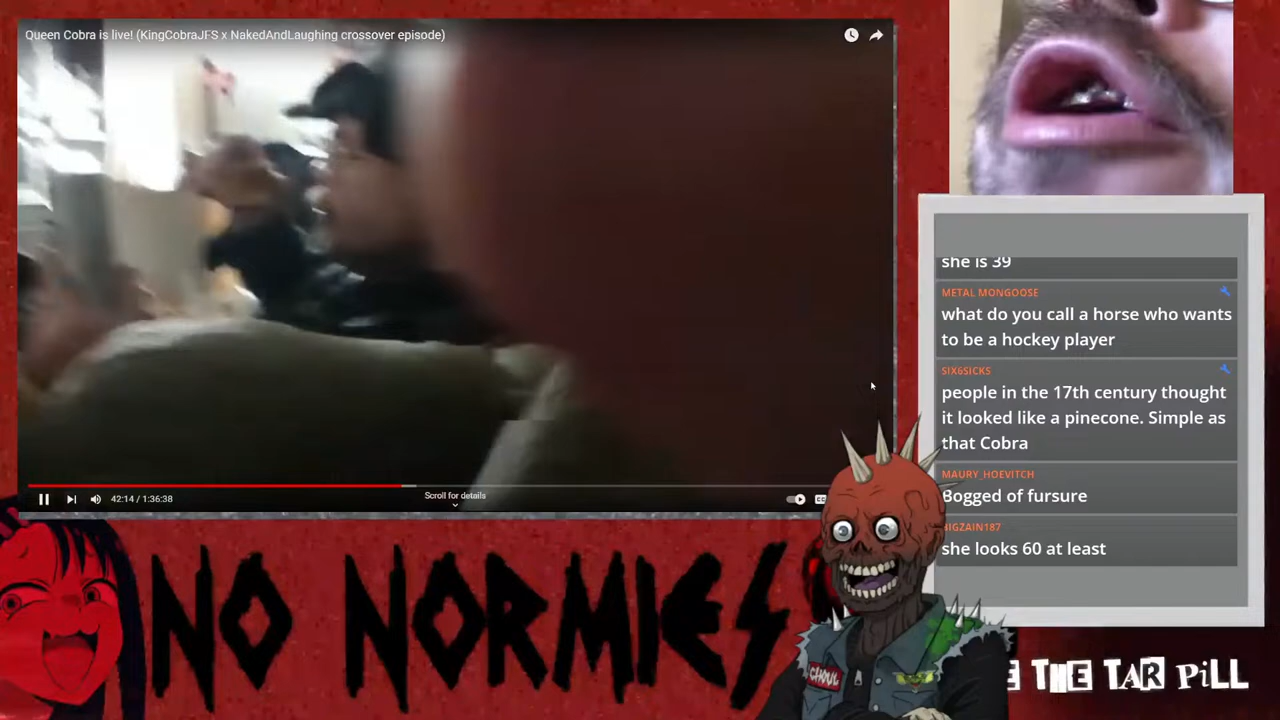 Queen Cobra is live! (KingCobraJFS x NakedAndLaughing crossover episode)
42:14 / 1:36:38
Scroll for details
she is 39
METAL MONGOOSE
what do you call a horse who wants
to be a hockey player
SIX6SICKS
people in the 17th century thought
it looked like a pinecone. Simple as
that Cobra
MAURY_HOEVITCH
Bogged of fursure
BIGZAIN187
she looks 60 at least
NO NORMIES
GHOUL
THE TAR PiLL